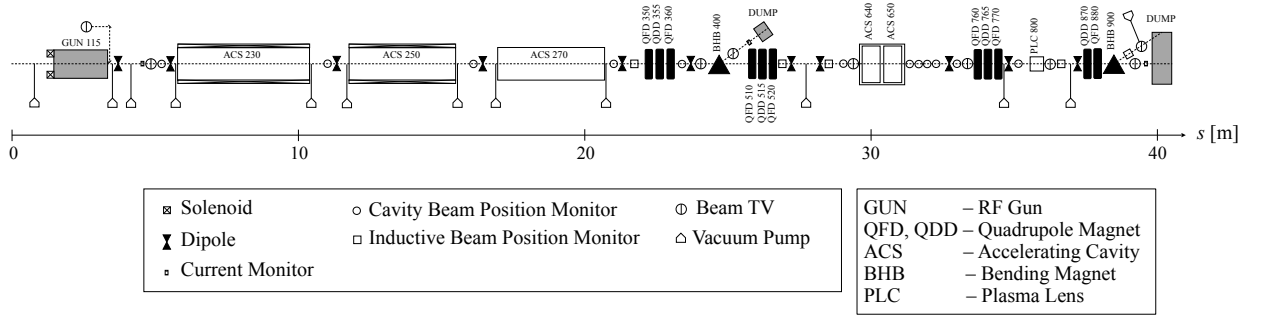 GUN 115
ACS 230
ACS 250
ACS 270
QFD 350
QDD 355
QFD 360
BHB 400
DUMP
QFD 510
QDD 515
QFD 520
ACS 640
ACS 650
QFD 760
QDD 765
QFD 770
PLC 800
QDD 870
QFD 880
BHB 900
DUMP
0 10 20 30 40 s [m]
Solenoid
Dipole
Current Monitor
Cavity Beam Position Monitor
Inductive Beam Position Monitor
Beam TV
Vacuum Pump
GUN – RF Gun
QFD, QDD – Quadrupole Magnet
ACS – Accelerating Cavity
BHB – Bending Magnet
PLC – Plasma Lens